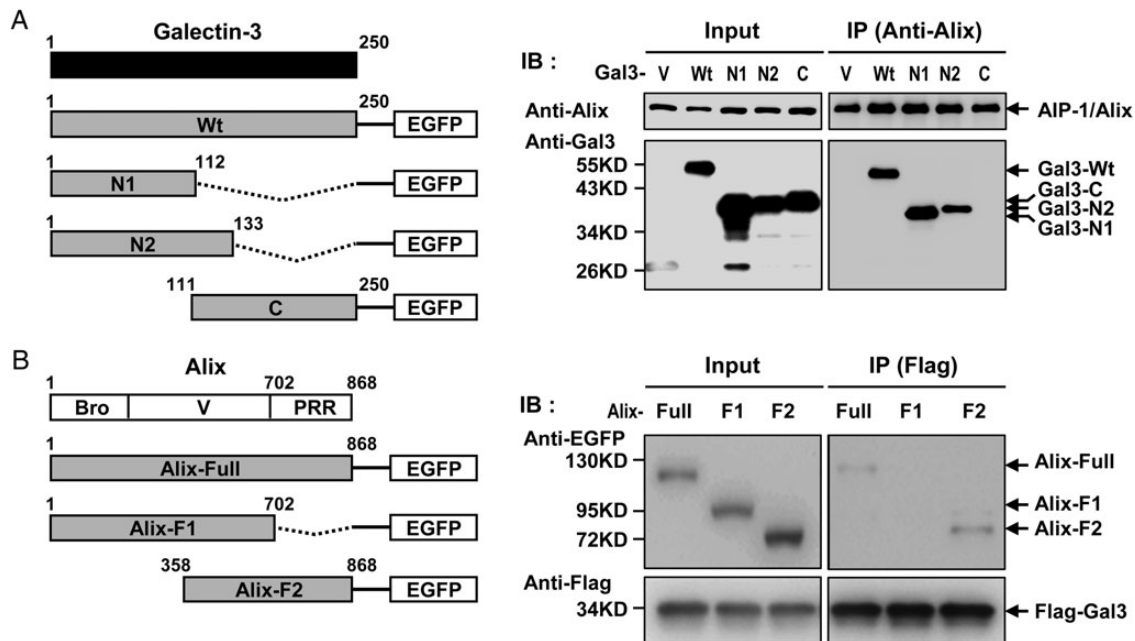 A
Galectin-3
1 250
1 250
Wt EGFP
1 112
N1 EGFP
1 133
N2 EGFP
111 250
C EGFP
Input IP (Anti-Alix)
IB :
Gal3- V Wt N1 N2 C V Wt N1 N2 C
Anti-Alix AIP-1/Alix
Anti-Gal3
55KD Gal3-Wt
43KD Gal3-C
Gal3-N2
34KD Gal3-N1
26KD
B
Alix
1 702 868
Bro V PRR
1 868
Alix-Full EGFP
1 702
Alix-F1 EGFP
358 868
Alix-F2 EGFP
Input IP (Flag)
IB :
Alix- Full F1 F2 Full F1 F2
Anti-EGFP
130KD Alix-Full
95KD Alix-F1
72KD Alix-F2
Anti-Flag
34KD Flag-Gal3